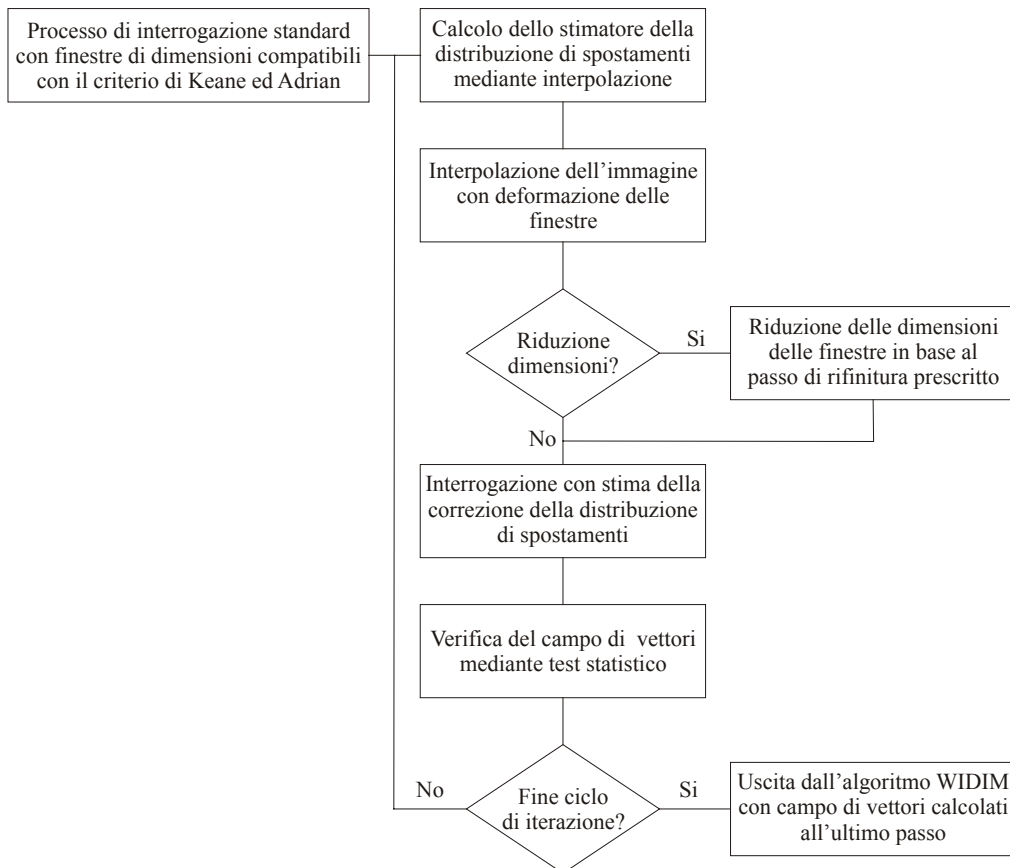 Processo di interrogazione standard
con finestre di dimensioni compatibili
con il criterio di Keane ed Adrian
Calcolo dello stimatore della
distribuzione di spostamenti
mediante interpolazione
Interpolazione dell'immagine
con deformazione delle
finestre
Riduzione
dimensioni?
Si
Riduzione delle dimensioni
delle finestre in base al
passo di rifinitura prescritto
No
Interrogazione con stima della
correzione della distribuzione
di spostamenti
Verifica del campo di vettori
mediante test statistico
No
Fine ciclo
di iterazione?
Si
Uscita dall'algoritmo WIDIM
con campo di vettori calcolati
all'ultimo passo